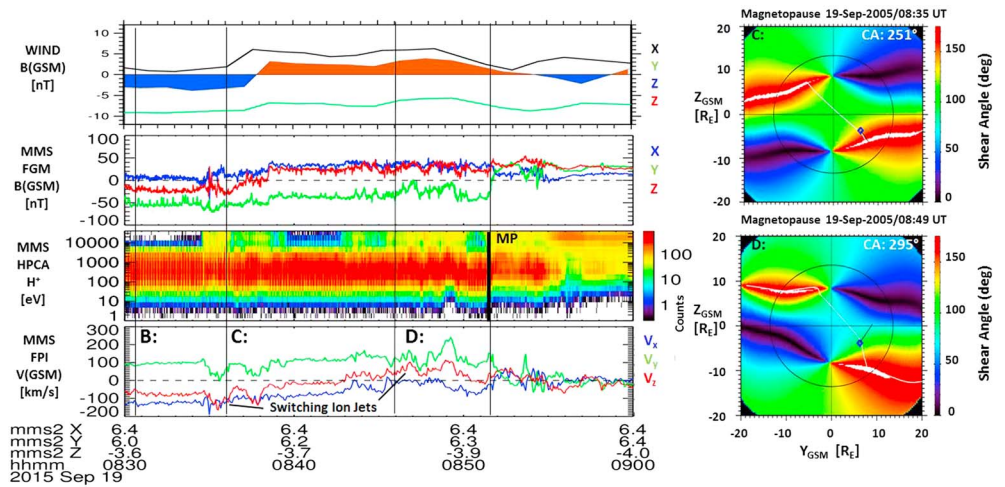 WIND
B(GSM)
[nT]
10
5
0
-5
-10
X
Y
Z
Z
MMS
FGM
B(GSM)
[nT]
100
50
0
-50
-100
X
Y
Z
MMS
HPCA
H+
[eV]
10000
1000
100
10
1
MP
100
10
1
Counts
MMS
FPI
V(GSM)
[km/s]
300
200
100
0
-100
-200
B: C: D:
Switching Ion Jets
Vx
Vy
Vz
mms2 X 6.4 6.4 6.4 6.4
mms2 Y 6.0 6.2 6.3 6.4
mms2 Z -3.6 -3.7 -3.9 -4.0
hhmm 0830 0840 0850 0900
2015 Sep 19
Magnetopause 19-Sep-2005/08:35 UT
C: CA: 251°
ZGSM
[RE]
20
10
0
-10
-20
150
100
50
0
Shear Angle (deg)
Magnetopause 19-Sep-2005/08:49 UT
D: CA: 295°
ZGSM
[RE]
20
10
0
-10
-20
-20 -10 0 10 20
YGSM [RE]
150
100
50
0
Shear Angle (deg)